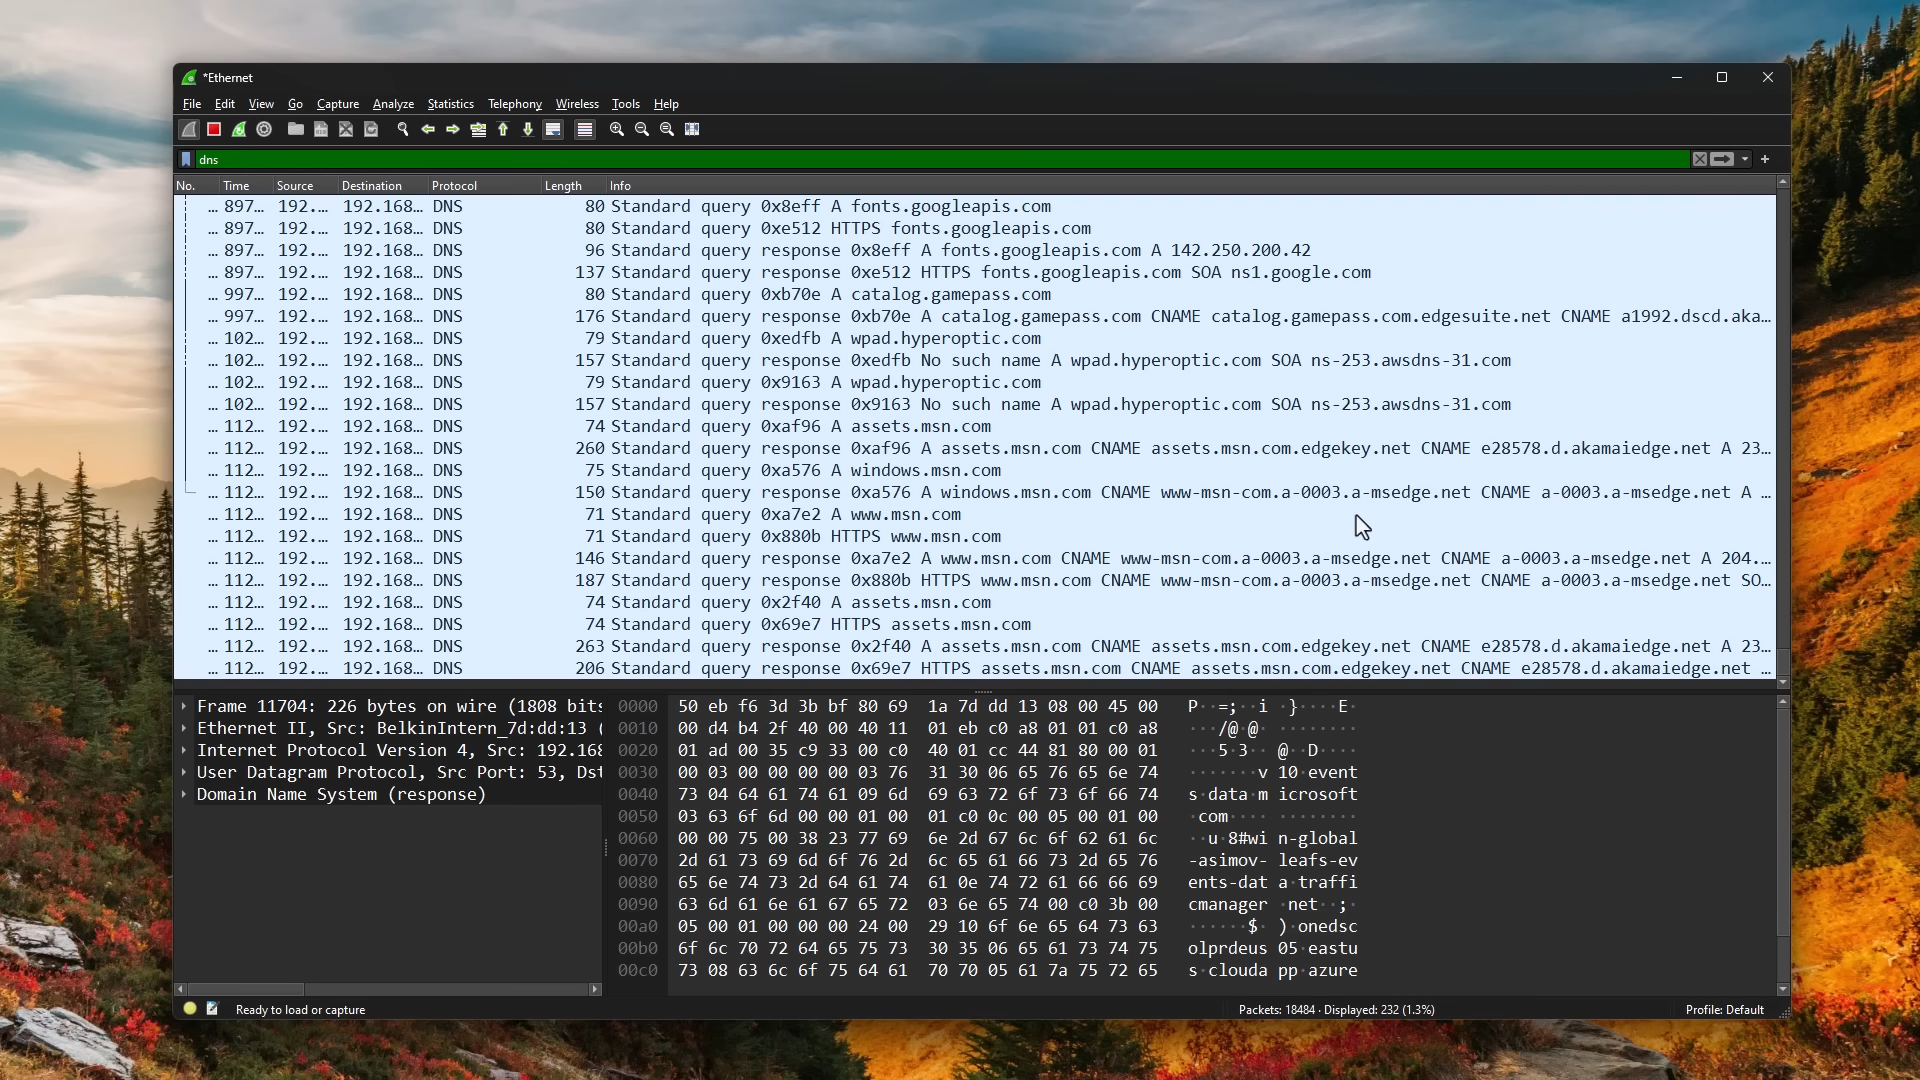 *Ethernet
File Edit View Go Capture Analyze Statistics Telephony Wireless Tools Help
dns
No. Time Source Destination Protocol Length Info
… 897… 192.… 192.168… DNS 80 Standard query 0x8eff A fonts.googleapis.com
… 897… 192.… 192.168… DNS 80 Standard query 0xe512 HTTPS fonts.googleapis.com
… 897… 192.… 192.168… DNS 96 Standard query response 0x8eff A fonts.googleapis.com A 142.250.200.42
… 897… 192.… 192.168… DNS 137 Standard query response 0xe512 HTTPS fonts.googleapis.com SOA ns1.google.com
… 997… 192.… 192.168… DNS 80 Standard query 0xb70e A catalog.gamepass.com
… 997… 192.… 192.168… DNS 176 Standard query response 0xb70e A catalog.gamepass.com CNAME catalog.gamepass.com.edgesuite.net CNAME a1992.dscd.aka…
… 102… 192.… 192.168… DNS 79 Standard query 0xedfb A wpad.hyperoptic.com
… 102… 192.… 192.168… DNS 157 Standard query response 0xedfb No such name A wpad.hyperoptic.com SOA ns-253.awsdns-31.com
… 102… 192.… 192.168… DNS 79 Standard query 0x9163 A wpad.hyperoptic.com
… 102… 192.… 192.168… DNS 157 Standard query response 0x9163 No such name A wpad.hyperoptic.com SOA ns-253.awsdns-31.com
… 112… 192.… 192.168… DNS 74 Standard query 0xaf96 A assets.msn.com
… 112… 192.… 192.168… DNS 260 Standard query response 0xaf96 A assets.msn.com CNAME assets.msn.com.edgekey.net CNAME e28578.d.akamaiedge.net A 23…
… 112… 192.… 192.168… DNS 75 Standard query 0xa576 A windows.msn.com
… 112… 192.… 192.168… DNS 150 Standard query response 0xa576 A windows.msn.com CNAME www-msn-com.a-0003.a-msedge.net CNAME a-0003.a-msedge.net A …
… 112… 192.… 192.168… DNS 71 Standard query 0xa7e2 A www.msn.com
… 112… 192.… 192.168… DNS 71 Standard query 0x880b HTTPS www.msn.com
… 112… 192.… 192.168… DNS 146 Standard query response 0xa7e2 A www.msn.com CNAME www-msn-com.a-0003.a-msedge.net CNAME a-0003.a-msedge.net A 204.…
… 112… 192.… 192.168… DNS 187 Standard query response 0x880b HTTPS www.msn.com CNAME www-msn-com.a-0003.a-msedge.net CNAME a-0003.a-msedge.net SO…
… 112… 192.… 192.168… DNS 74 Standard query 0x2f40 A assets.msn.com
… 112… 192.… 192.168… DNS 74 Standard query 0x69e7 HTTPS assets.msn.com
… 112… 192.… 192.168… DNS 263 Standard query response 0x2f40 A assets.msn.com CNAME assets.msn.com.edgekey.net CNAME e28578.d.akamaiedge.net A 23…
… 112… 192.… 192.168… DNS 206 Standard query response 0x69e7 HTTPS assets.msn.com CNAME assets.msn.com.edgekey.net CNAME e28578.d.akamaiedge.net …
Frame 11704: 226 bytes on wire (1808 bits
Ethernet II, Src: BelkinIntern_7d:dd:13 (
Internet Protocol Version 4, Src: 192.168
User Datagram Protocol, Src Port: 53, Dst
Domain Name System (response)
0000 50 eb f6 3d 3b bf 80 69 1a 7d dd 13 08 00 45 00 P··=;··i ·}····E·
0010 00 d4 b4 2f 40 00 40 11 01 eb c0 a8 01 01 c0 a8 ···/@·@· ········
0020 01 ad 00 35 c9 33 00 c0 40 01 cc 44 81 80 00 01 ···5·3·· @··D····
0030 00 03 00 00 00 00 03 76 31 30 06 65 76 65 6e 74 ·······v 10·event
0040 73 04 64 61 74 61 09 6d 69 63 72 6f 73 6f 66 74 s·data·m icrosoft
0050 03 63 6f 6d 00 00 01 00 01 c0 0c 00 05 00 01 00 ·com···· ········
0060 00 00 75 00 38 23 77 69 6e 2d 67 6c 6f 62 61 6c ··u·8#wi n-global
0070 2d 61 73 69 6d 6f 76 2d 6c 65 61 66 73 2d 65 76 -asimov- leafs-ev
0080 65 6e 74 73 2d 64 61 74 61 0e 74 72 61 66 66 69 ents-dat a·traffi
0090 63 6d 61 6e 61 67 65 72 03 6e 65 74 00 c0 3b 00 cmanager ·net··;·
00a0 05 00 01 00 00 00 24 00 29 10 6f 6e 65 64 73 63 ······$· )·onedsc
00b0 6f 6c 70 72 64 65 75 73 30 35 06 65 61 73 74 75 olprdeus 05·eastu
00c0 73 08 63 6c 6f 75 64 61 70 70 05 61 7a 75 72 65 s·clouda pp·azure
Ready to load or capture
Packets: 18484 · Displayed: 232 (1.3%)
Profile: Default